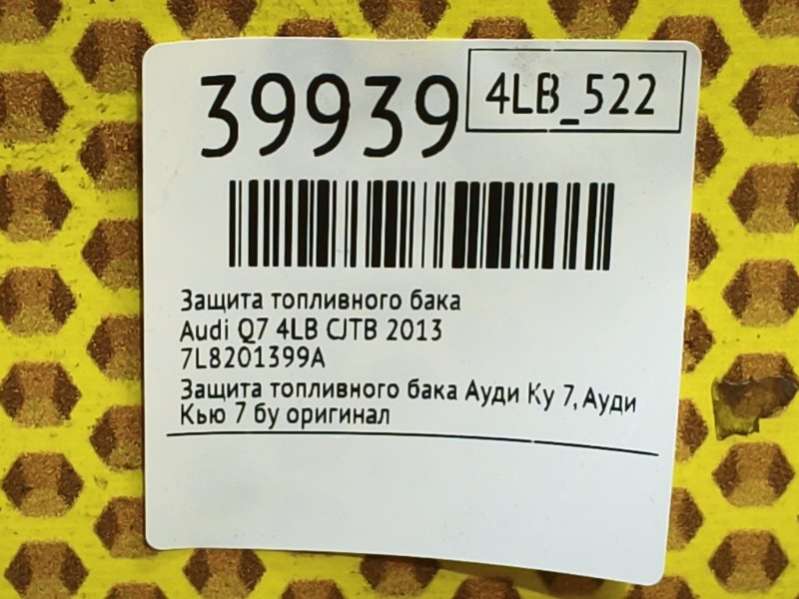 39939
4LB_522
Защита топливного бака
Audi Q7 4LB CJTB 2013
7L8201399A
Защита топливного бака Ауди Ку 7, Ауди
Кью 7 бу оригинал